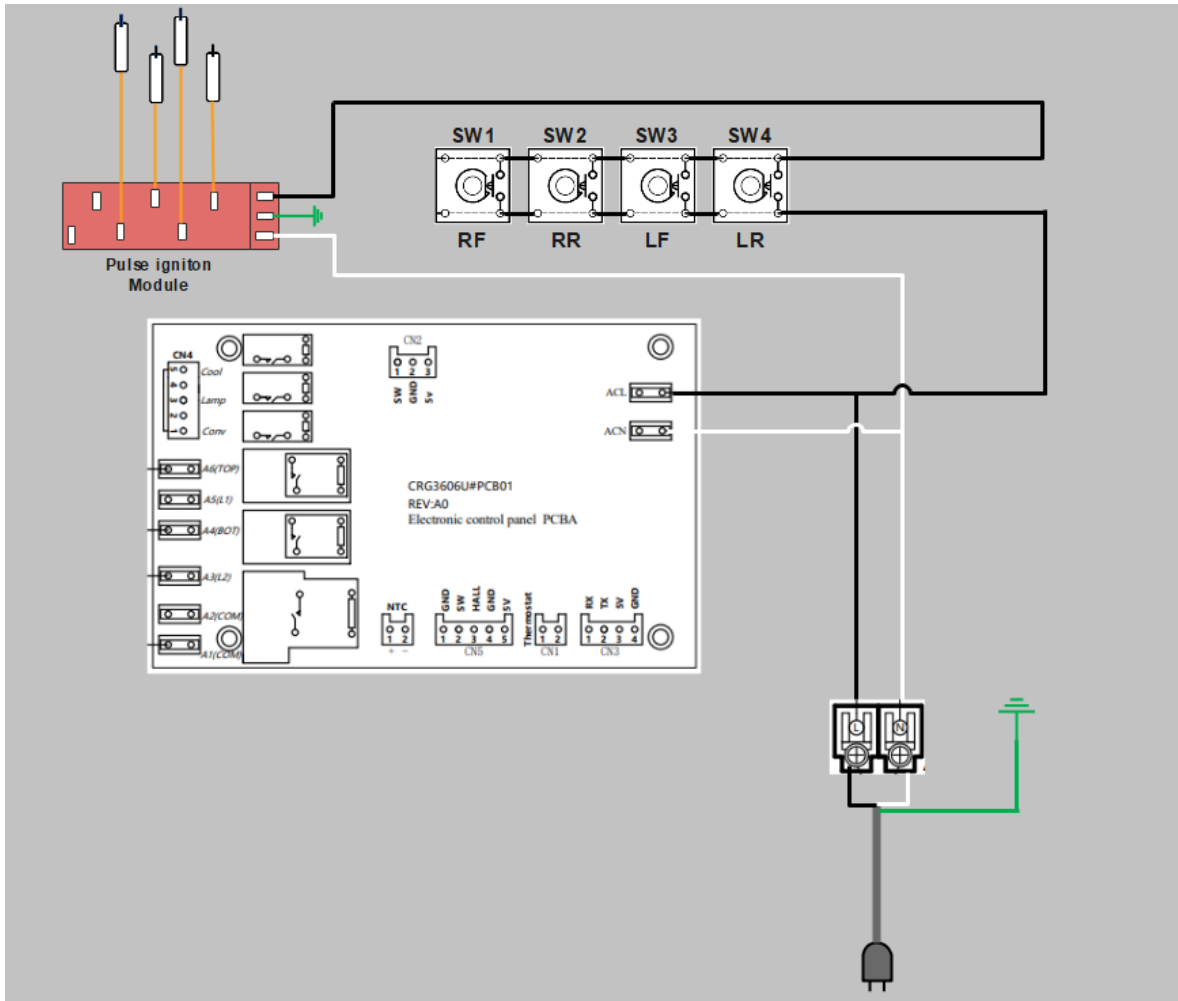 SW1 SW2 SW3 SW4
RF RR LF LR
Pulse igniton
Module
CN4
5 Cool
4
3 Lamp
2
1 Conv
CN2
1 2 3
SW GND 5v
ACL
ACN
A6(TOP)
A5(L1)
A4(BOT)
A3(L2)
A2(COM)
A1(COM)
CRG3606U#PCB01
REV:A0
Electronic control panel PCBA
NTC
1 2
+ −
GND SW HALL GND 5V
1 2 3 4 5
CN5
Thermostat
1 2
CN1
RX TX 5V GND
1 2 3 4
CN3
L N